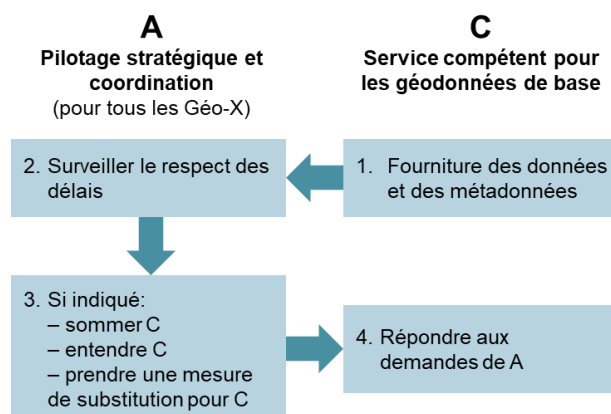 A
Pilotage stratégique et
coordination
(pour tous les Géo-X)
C
Service compétent pour
les géodonnées de base
1. Fourniture des données
et des métadonnées
2. Surveiller le respect des
délais
3. Si indiqué:
– sommer C
– entendre C
– prendre une mesure
de substitution pour C
4. Répondre aux
demandes de A